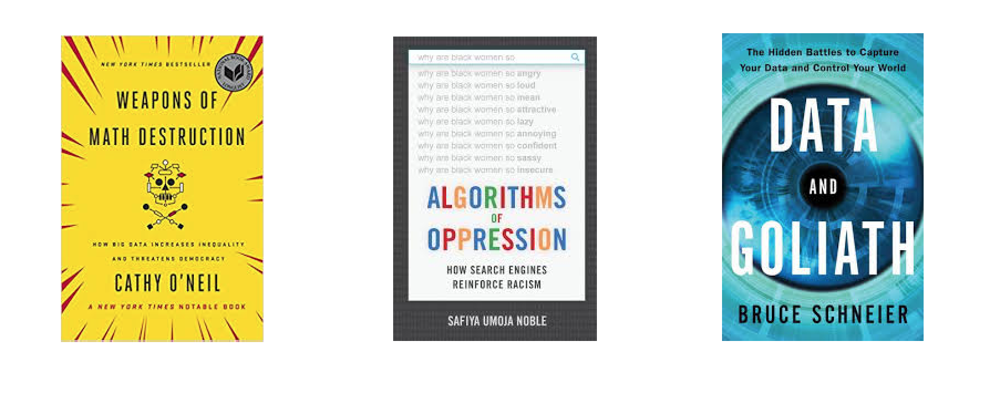 NEW YORK TIMES BESTSELLER
NATIONAL BOOK AWARD
LONGLIST
WEAPONS OF
MATH DESTRUCTION
HOW BIG DATA INCREASES INEQUALITY
AND THREATENS DEMOCRACY
CATHY O'NEIL
A NEW YORK TIMES NOTABLE BOOK
why are black women so
why are black women so angry
why are black women so loud
why are black women so mean
why are black women so attractive
why are black women so lazy
why are black women so annoying
why are black women so confident
why are black women so sassy
why are black women so insecure
ALGORITHMS
OF
OPPRESSION
HOW SEARCH ENGINES
REINFORCE RACISM
SAFIYA UMOJA NOBLE
The Hidden Battles to Capture
Your Data and Control Your World
DATA
AND
GOLIATH
BRUCE SCHNEIER